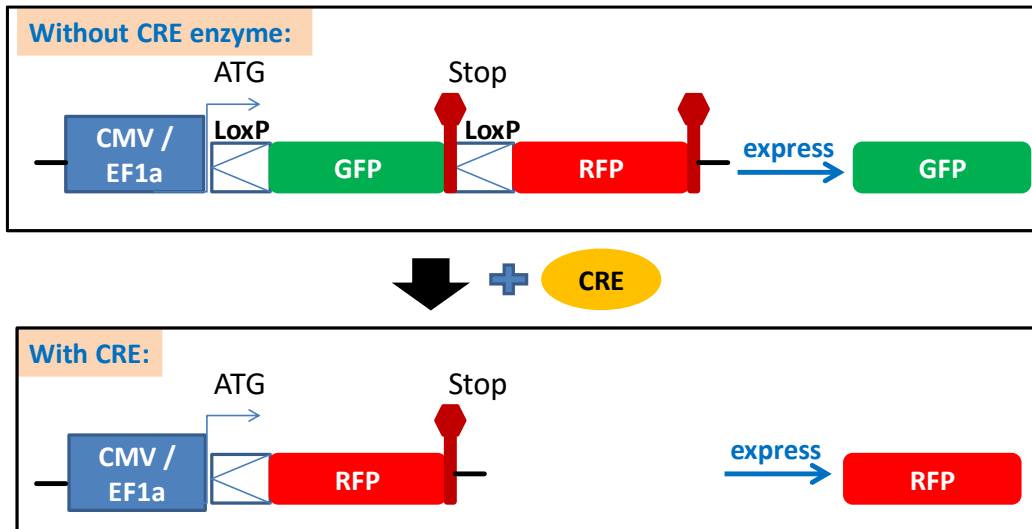 Without CRE enzyme:
ATG
Stop
CMV /
EF1a
LoxP
GFP
LoxP
RFP
express
GFP
CRE
With CRE:
ATG
Stop
CMV /
EF1a
RFP
express
RFP